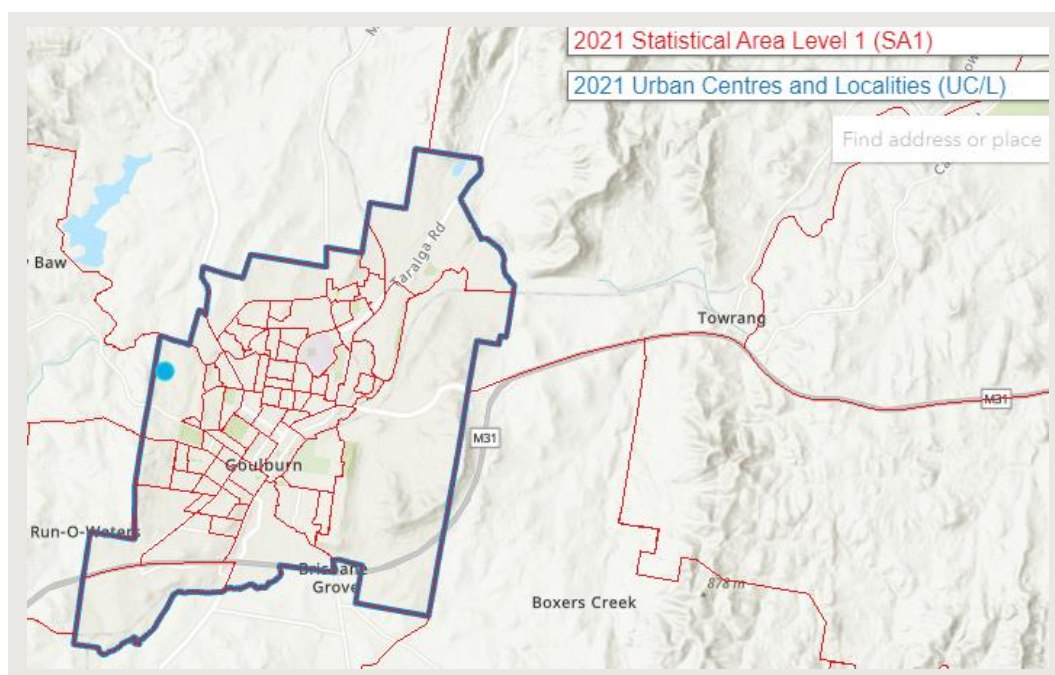 2021 Statistical Area Level 1 (SA1)
2021 Urban Centres and Localities (UC/L)
Find address or place
Baw
Taralga Rd
Towrang
M31
M31
Goulburn
Run-O-Waters
Brisbane
Grove
Boxers Creek
878 m